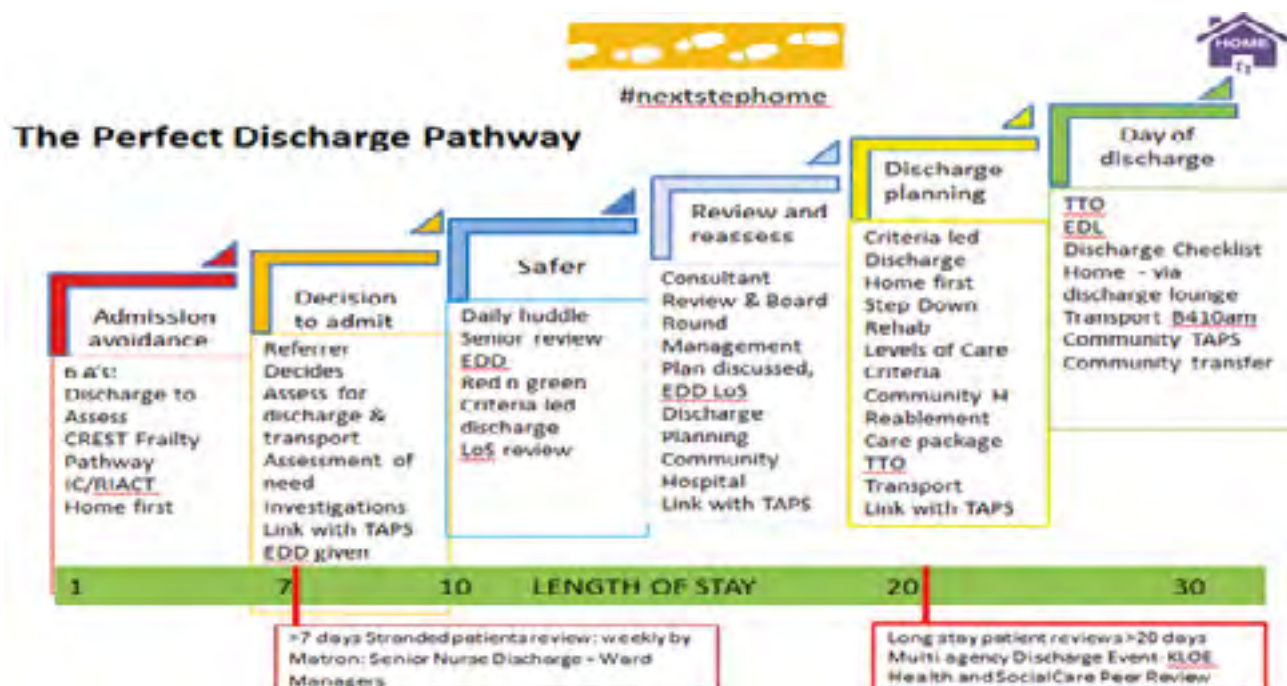 HOME
#nextstephome
The Perfect Discharge Pathway
Admission
avoidance
6 a's:
Discharge to
Assess
CREST Frailty
Pathway
IC/RIACT
Home first
Decision
to admit
Referrer
Decides
Assess for
discharge &
transport
Assessment of
need
Investigations
Link with TAPS
EDD given
Safer
Daily huddle
Senior review
EDD
Red n green
Criteria led
discharge
LoS review
Review and
reassess
Consultant
Review & Board
Round
Management
Plan discussed,
EDD LoS
Discharge
Planning
Community
Hospital
Link with TAPS
Discharge
planning
Criteria led
Discharge
Home first
Step Down
Rehab
Levels of Care
Criteria
Community H
Reablement
Care package
TTO
Transport
Link with TAPS
Day of
discharge
TTO
EDL
Discharge Checklist
Home - via
discharge lounge
Transport B410am
Community TAPS
Community transfer
1 7 10 LENGTH OF STAY 20 30
>7 days Stranded patients review: weekly by
Matron: Senior Nurse Discharge - Ward
Managers
Long stay patient reviews >20 days
Multi agency Discharge Event KLOE
Health and Social Care Peer Review